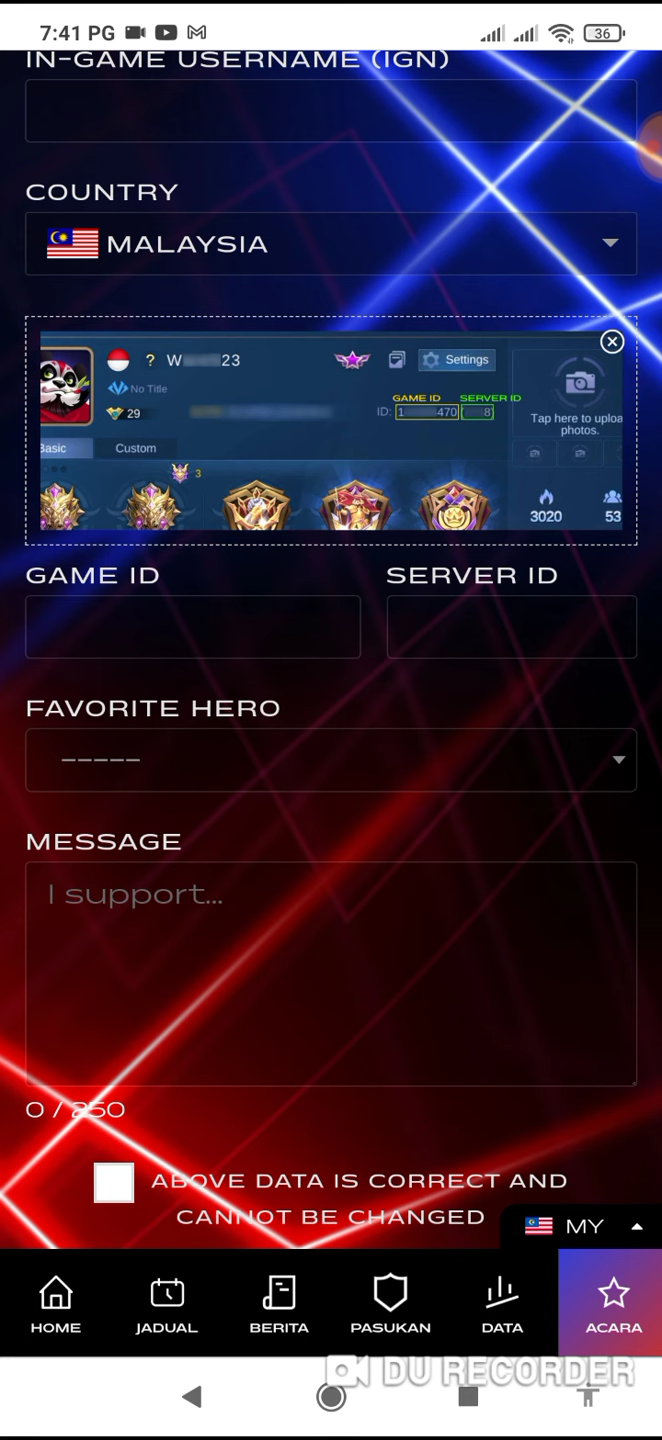 7:41 PG
36
IN-GAME USERNAME (IGN)
COUNTRY
MALAYSIA
? W 23
Settings
No Title
GAME ID SERVER ID
29
ID: 1 470 8
Tap here to uploa
photos.
Basic
Custom
3
3020
53
GAME ID
SERVER ID
FAVORITE HERO
-----
MESSAGE
I support...
0 / 250
ABOVE DATA IS CORRECT AND
CANNOT BE CHANGED
MY
HOME
JADUAL
BERITA
PASUKAN
DATA
ACARA
DU RECORDER